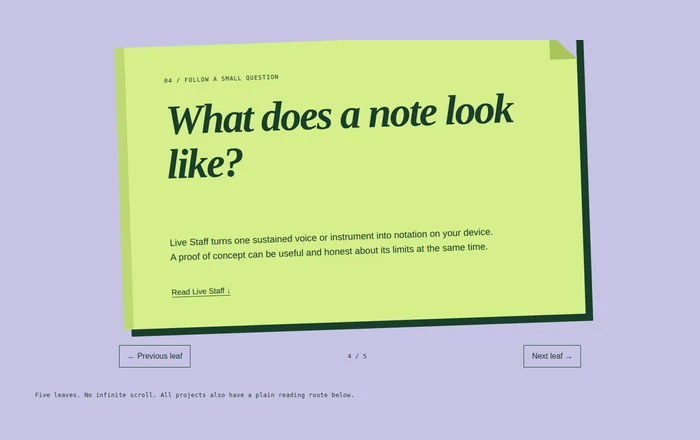 04 / FOLLOW A SMALL QUESTION
What does a note look
like?
Live Staff turns one sustained voice or instrument into notation on your device.
A proof of concept can be useful and honest about its limits at the same time.
Read Live Staff ↓
← Previous leaf
4 / 5
Next leaf →
Five leaves. No infinite scroll. All projects also have a plain reading route below.